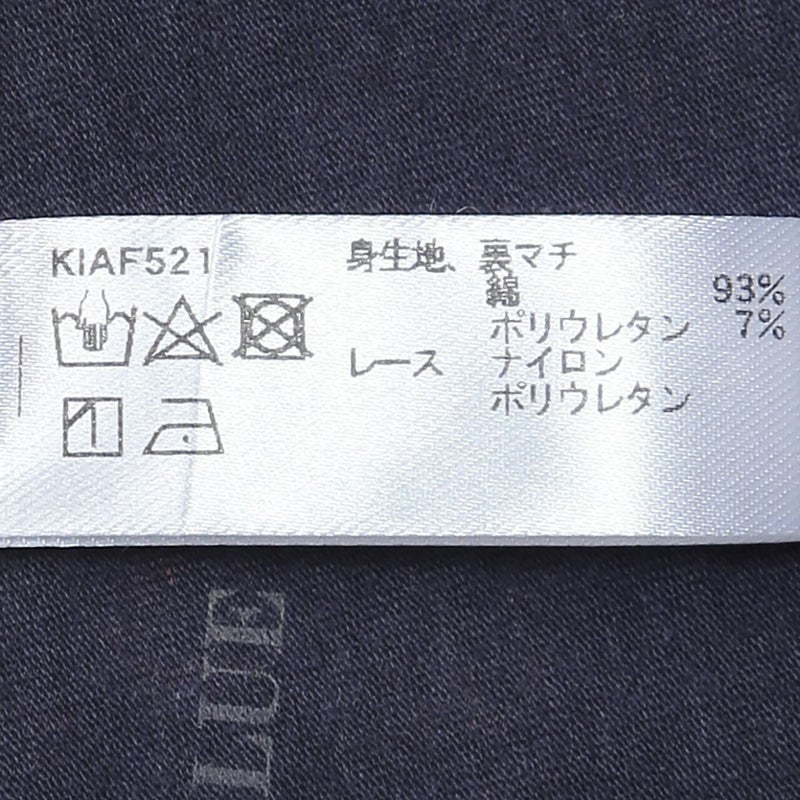 KIAF521
身生地、裏マチ
綿 93%
ポリウレタン 7%
レース ナイロン
ポリウレタン
LUE